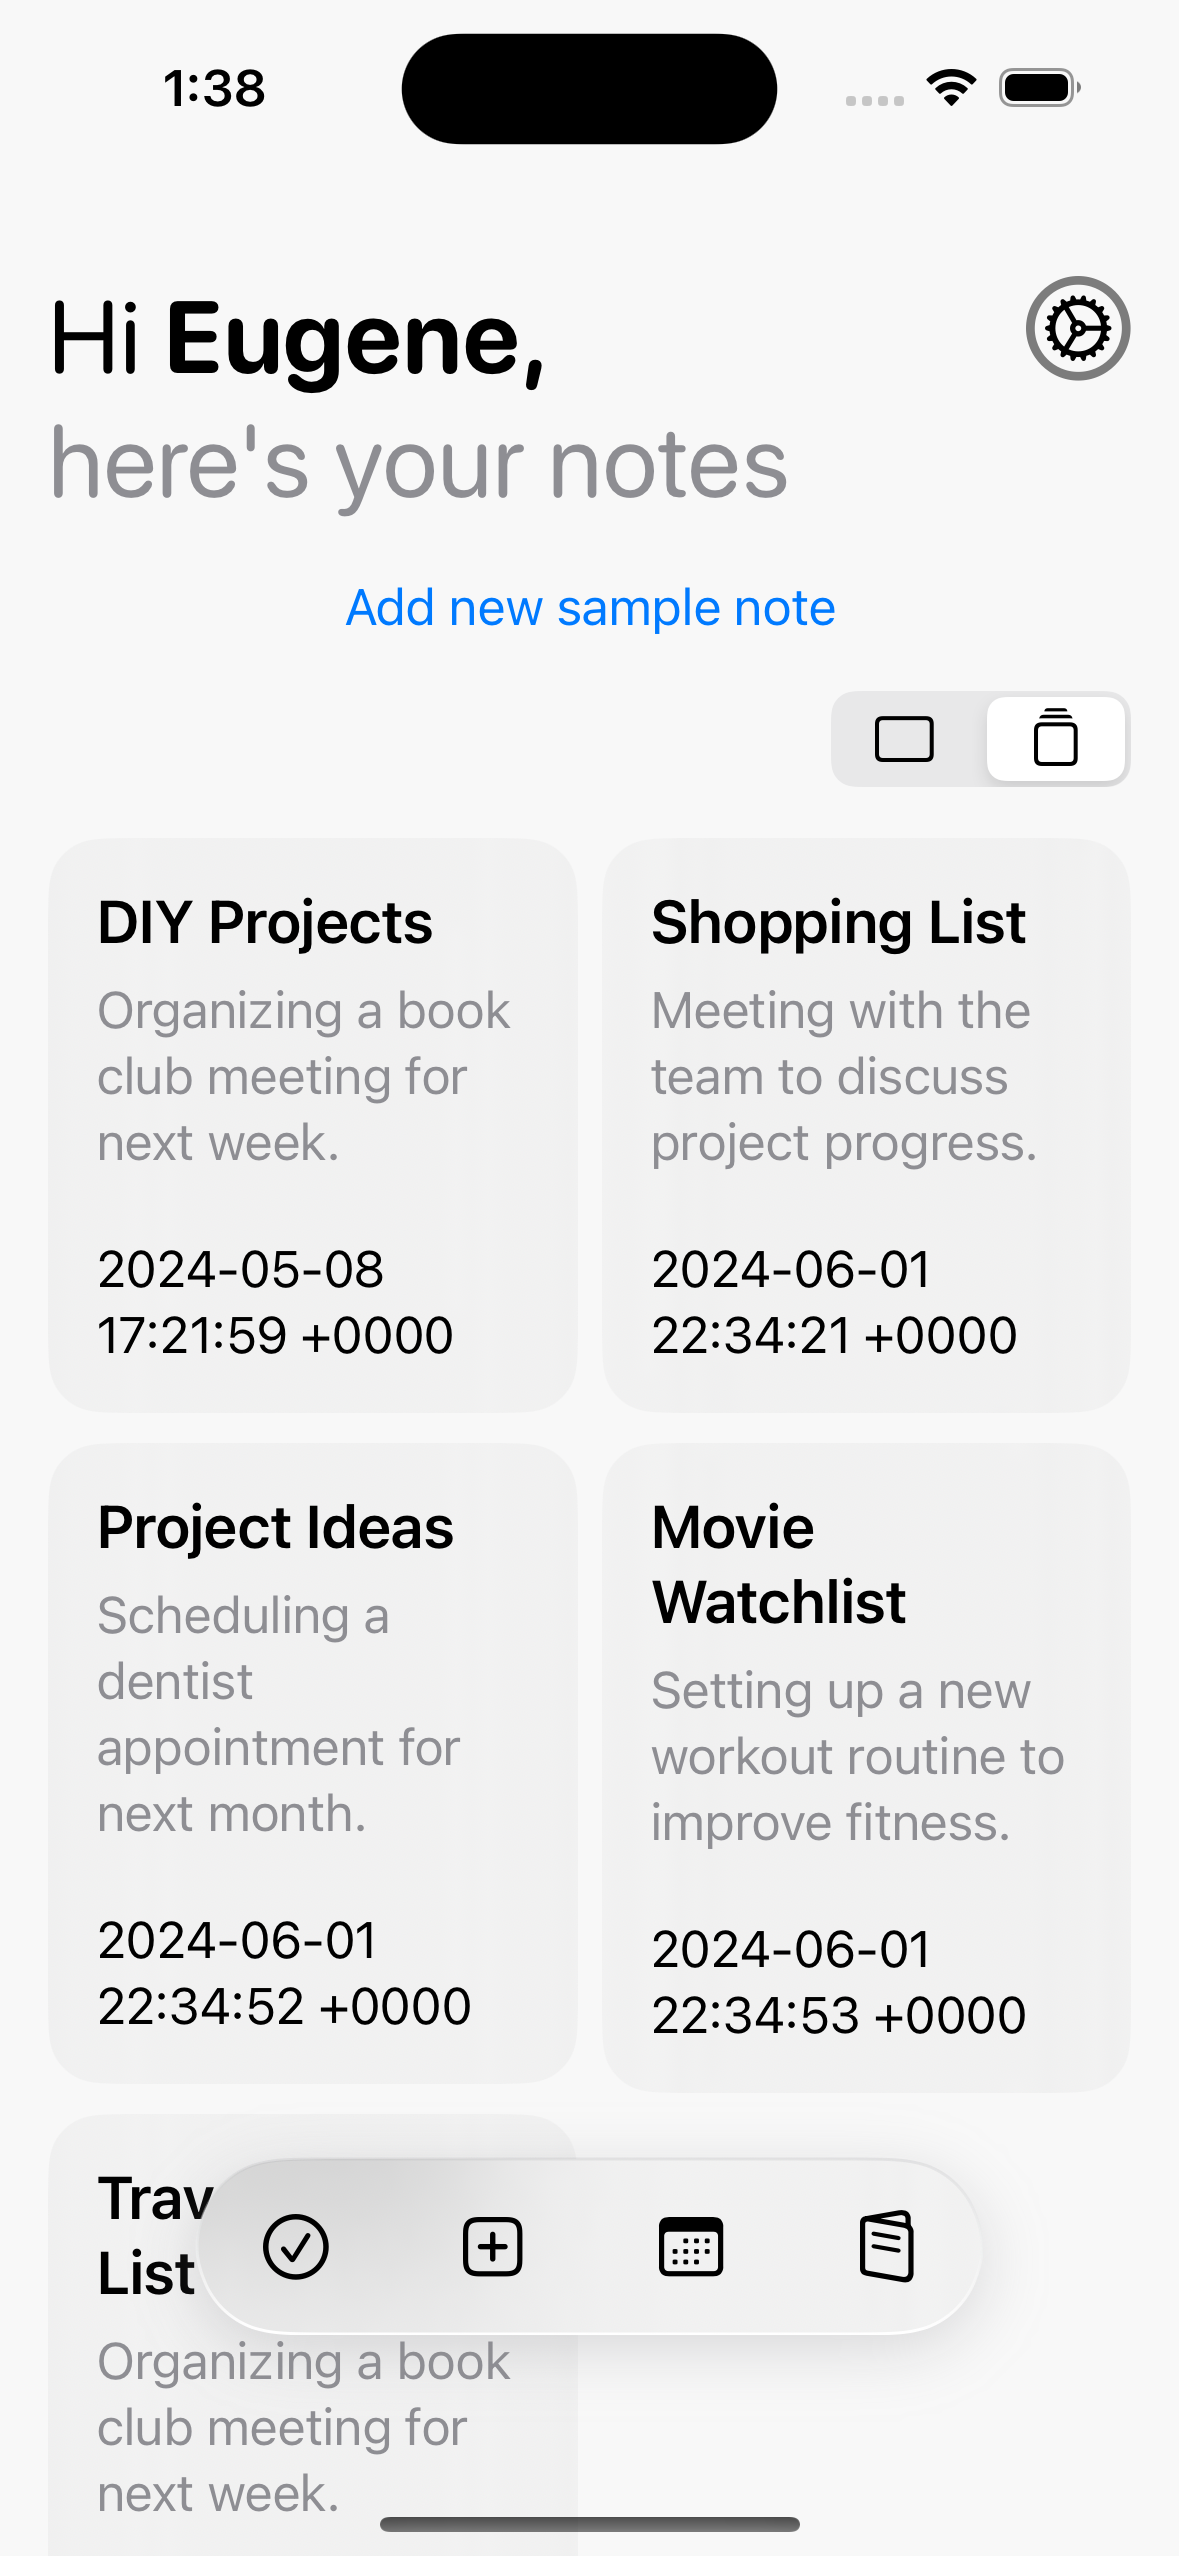 1:38
Hi Eugene,
here's your notes
Add new sample note
DIY Projects
Organizing a book
club meeting for
next week.
2024-05-08
17:21:59 +0000
Shopping List
Meeting with the
team to discuss
project progress.
2024-06-01
22:34:21 +0000
Project Ideas
Scheduling a
dentist
appointment for
next month.
2024-06-01
22:34:52 +0000
Movie
Watchlist
Setting up a new
workout routine to
improve fitness.
2024-06-01
22:34:53 +0000
List
Organizing a book
club meeting for
next week.